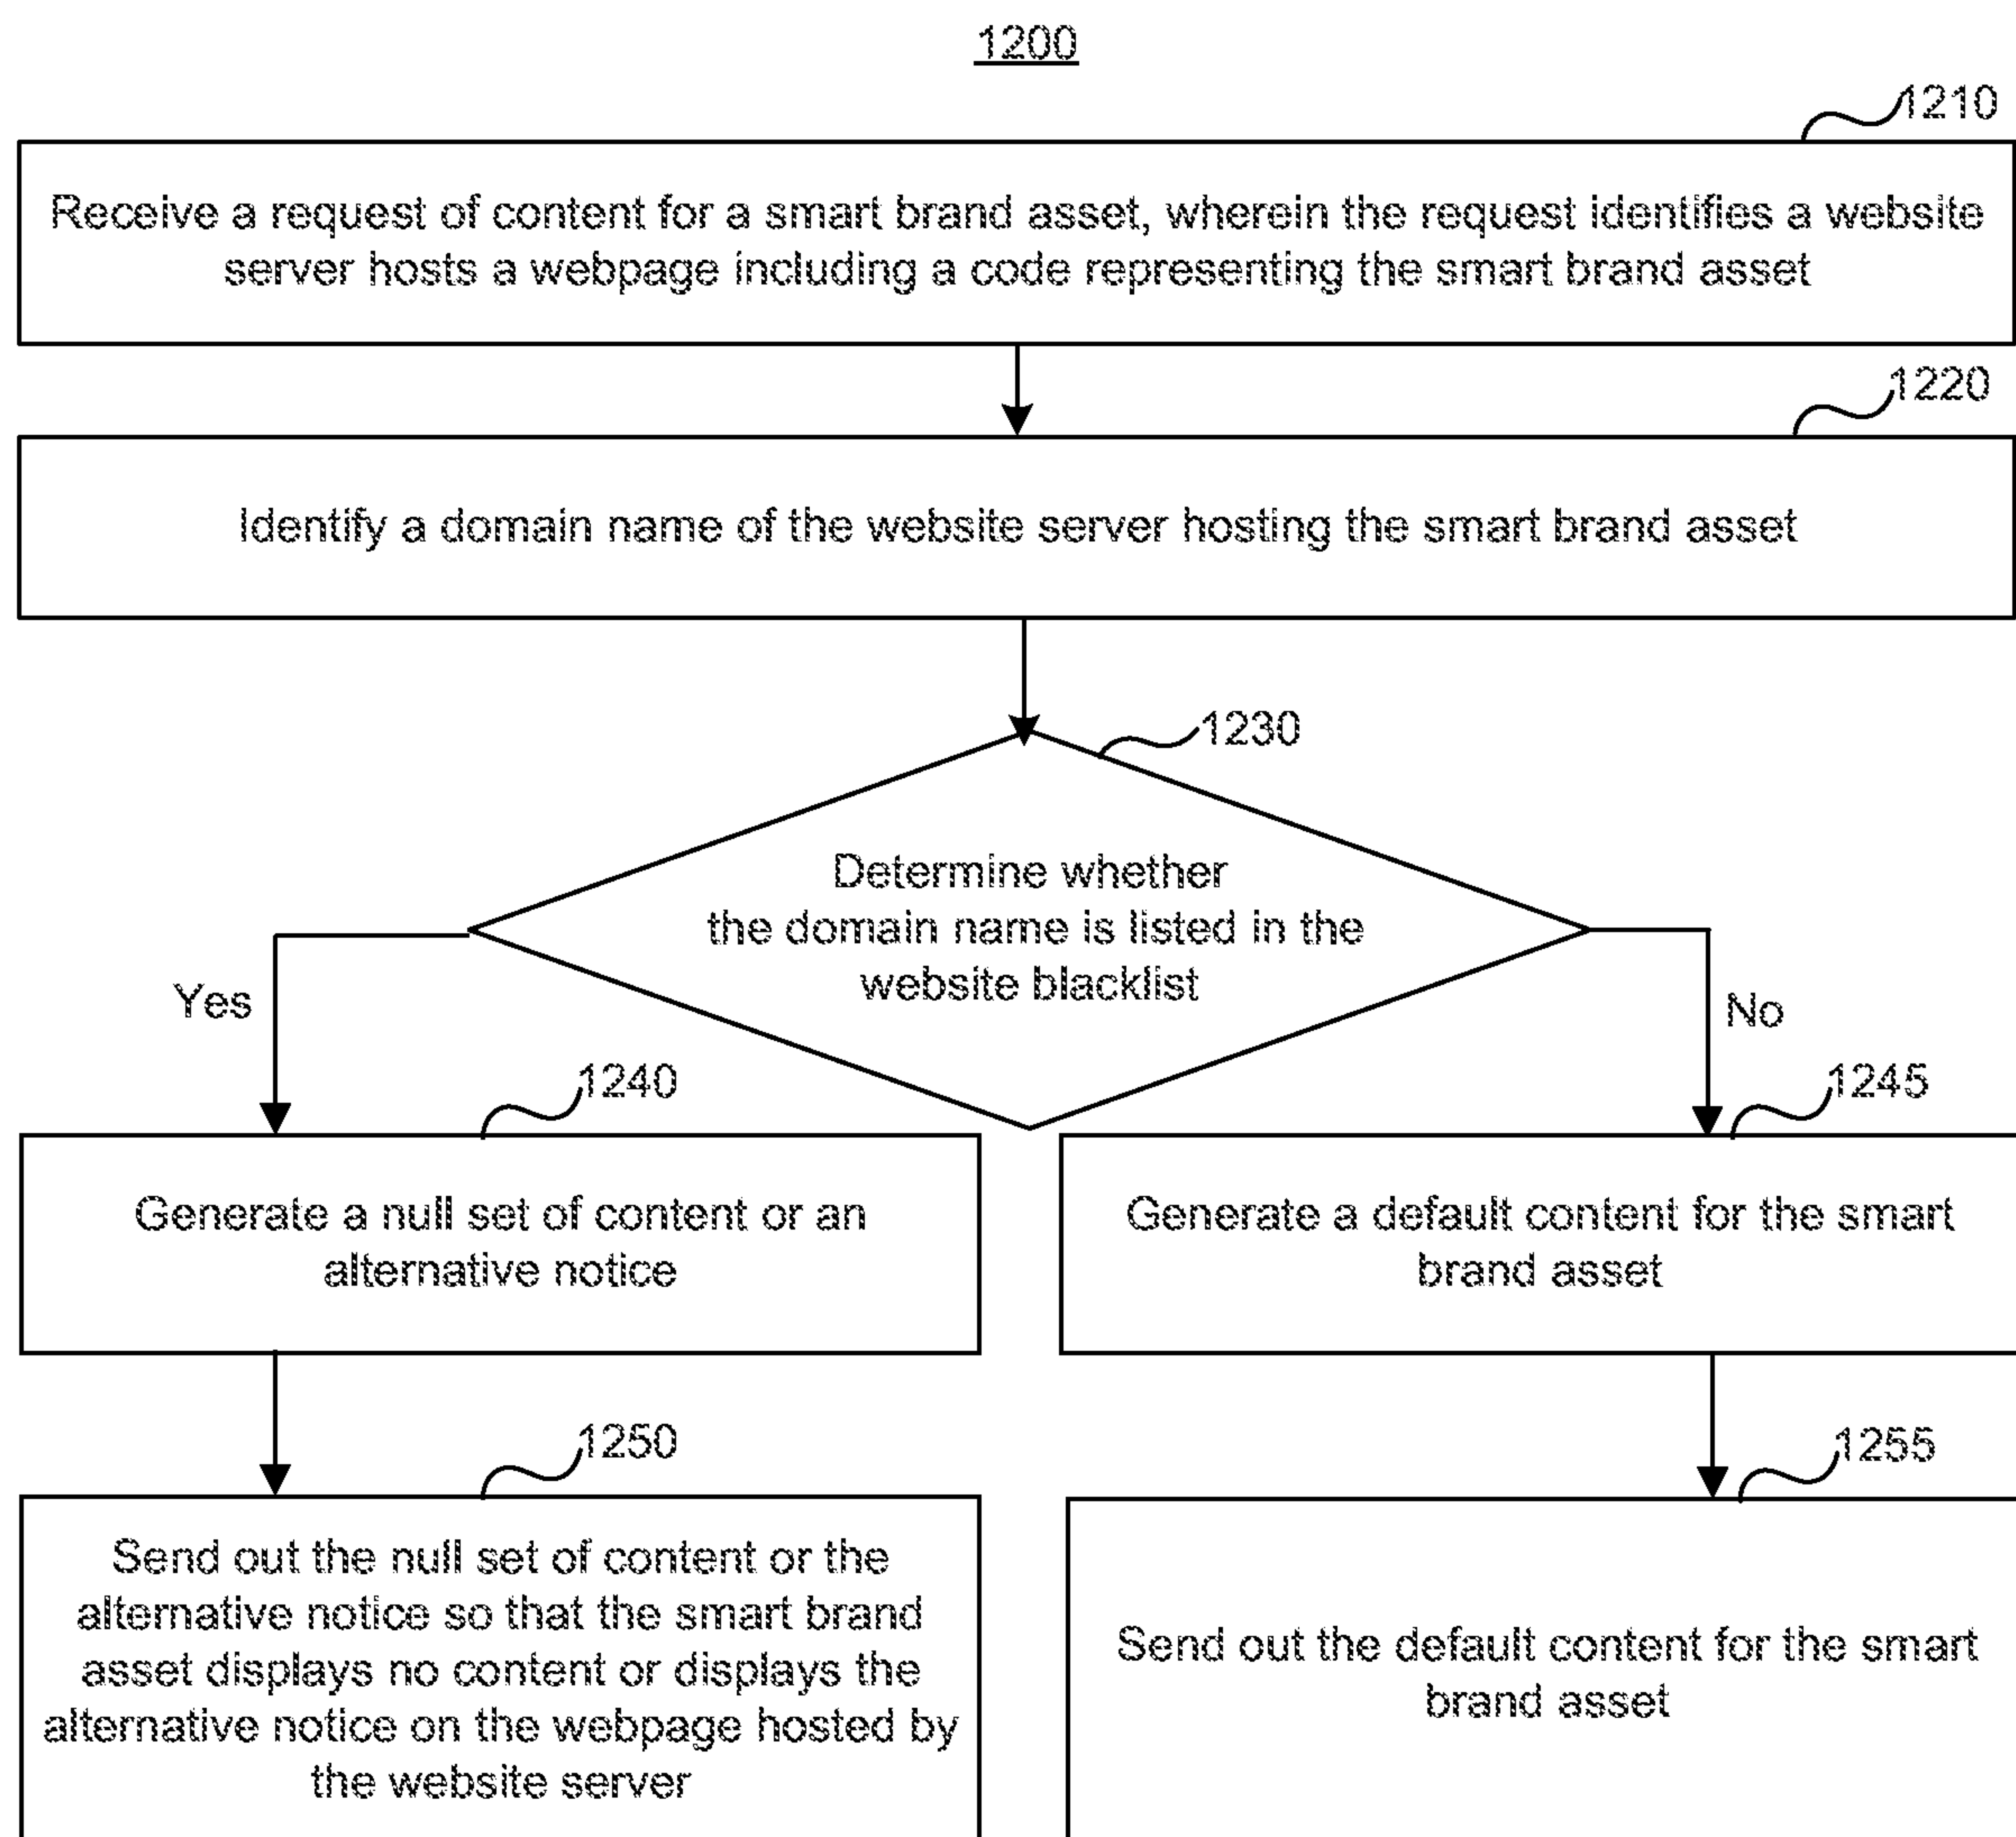 1200
1210
Receive a request of content for a smart brand asset, wherein the request identifies a website
server hosts a webpage including a code representing the smart brand asset
1220
Identify a domain name of the website server hosting the smart brand asset
1230
Determine whether
the domain name is listed in the
website blacklist
Yes
No
1240
Generate a null set of content or an
alternative notice
1245
Generate a default content for the smart
brand asset
1250
Send out the null set of content or the
alternative notice so that the smart brand
asset displays no content or displays the
alternative notice on the webpage hosted by
the website server
1255
Send out the default content for the smart
brand asset